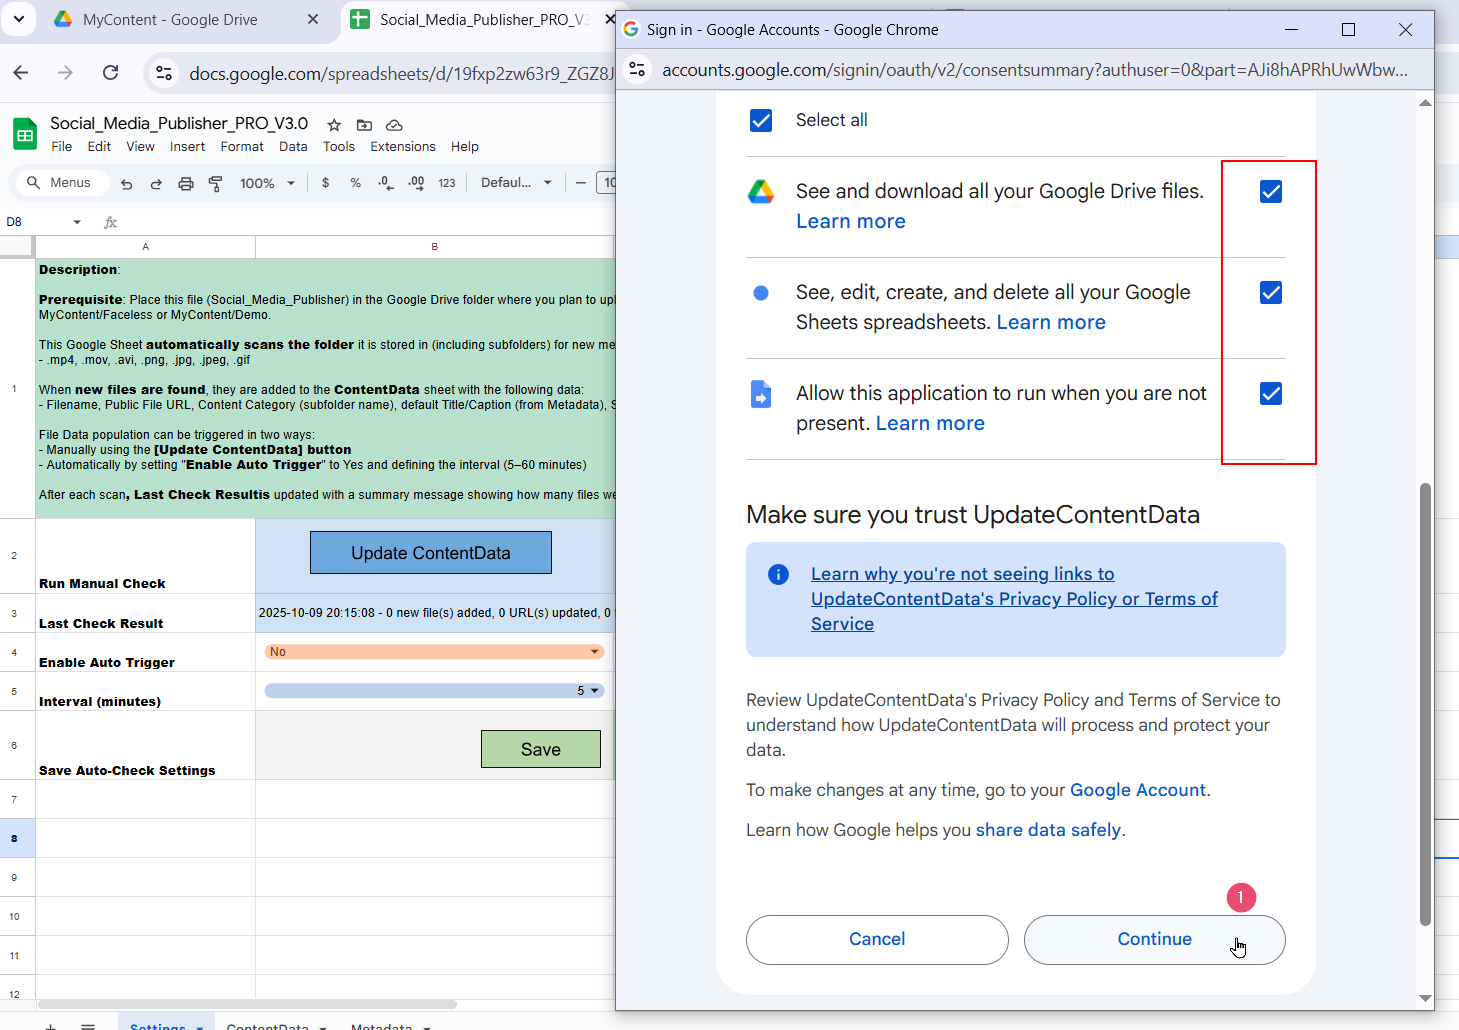 MyContent - Google Drive
Social_Media_Publisher_PRO_V3
docs.google.com/spreadsheets/d/19fxp2zw63r9_ZGZ8J
Social_Media_Publisher_PRO_V3.0
File Edit View Insert Format Data Tools Extensions Help
Menus 100% $ % .0 .00 123 Defaul... 10
D8 fx
A B
1
Description:
Prerequisite: Place this file (Social_Media_Publisher) in the Google Drive folder where you plan to upl
MyContent/Faceless or MyContent/Demo.
This Google Sheet automatically scans the folder it is stored in (including subfolders) for new me
- .mp4, .mov, .avi, .png, .jpg, .jpeg, .gif
When new files are found, they are added to the ContentData sheet with the following data:
- Filename, Public File URL, Content Category (subfolder name), default Title/Caption (from Metadata), S
File Data population can be triggered in two ways:
- Manually using the [Update ContentData] button
- Automatically by setting "Enable Auto Trigger" to Yes and defining the interval (5–60 minutes)
After each scan, Last Check Resultis updated with a summary message showing how many files we
2 Run Manual Check Update ContentData
3 Last Check Result 2025-10-09 20:15:08 - 0 new file(s) added, 0 URL(s) updated, 0
4 Enable Auto Trigger No
5 Interval (minutes) 5
6 Save Auto-Check Settings Save
7
8
9
10
11
12
Settings ContentData Metadata
Sign in - Google Accounts - Google Chrome
accounts.google.com/signin/oauth/v2/consentsummary?authuser=0&part=AJi8hAPRhUwWbw...
Select all
See and download all your Google Drive files.
Learn more
See, edit, create, and delete all your Google
Sheets spreadsheets. Learn more
Allow this application to run when you are not
present. Learn more
Make sure you trust UpdateContentData
Learn why you're not seeing links to
UpdateContentData's Privacy Policy or Terms of
Service
Review UpdateContentData's Privacy Policy and Terms of Service to
understand how UpdateContentData will process and protect your
data.
To make changes at any time, go to your Google Account.
Learn how Google helps you share data safely.
1
Cancel Continue